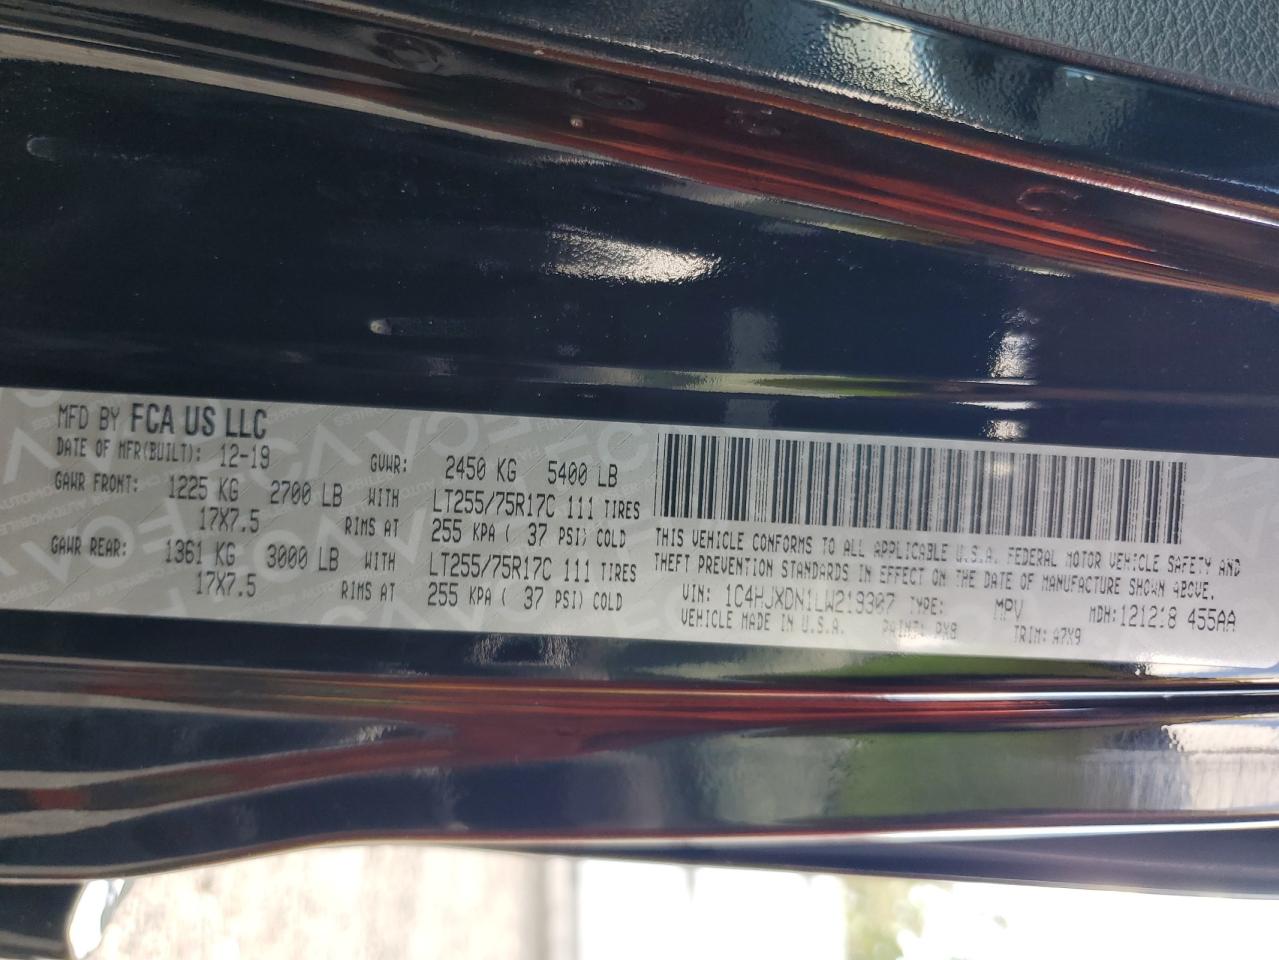 MFD BY FCA US LLC
DATE OF MFR(BUILT): 12-19 GVWR: 2450 KG 5400 LB
GAWR FRONT: 1225 KG 2700 LB WITH LT255/75R17C 111 TIRES
17X7.5 RIMS AT 255 KPA ( 37 PSI) COLD
GAWR REAR: 1361 KG 3000 LB WITH LT255/75R17C 111 TIRES
17X7.5 RIMS AT 255 KPA ( 37 PSI) COLD
THIS VEHICLE CONFORMS TO ALL APPLICABLE U.S.A. FEDERAL MOTOR VEHICLE SAFETY AND
THEFT PREVENTION STANDARDS IN EFFECT ON THE DATE OF MANUFACTURE SHOWN ABOVE.
VIN: 1C4HJXDN1LW219307 TYPE: MPV MDH: 455AA
VEHICLE MADE IN U.S.A. PAINT: PX8 TRIM: A7X9